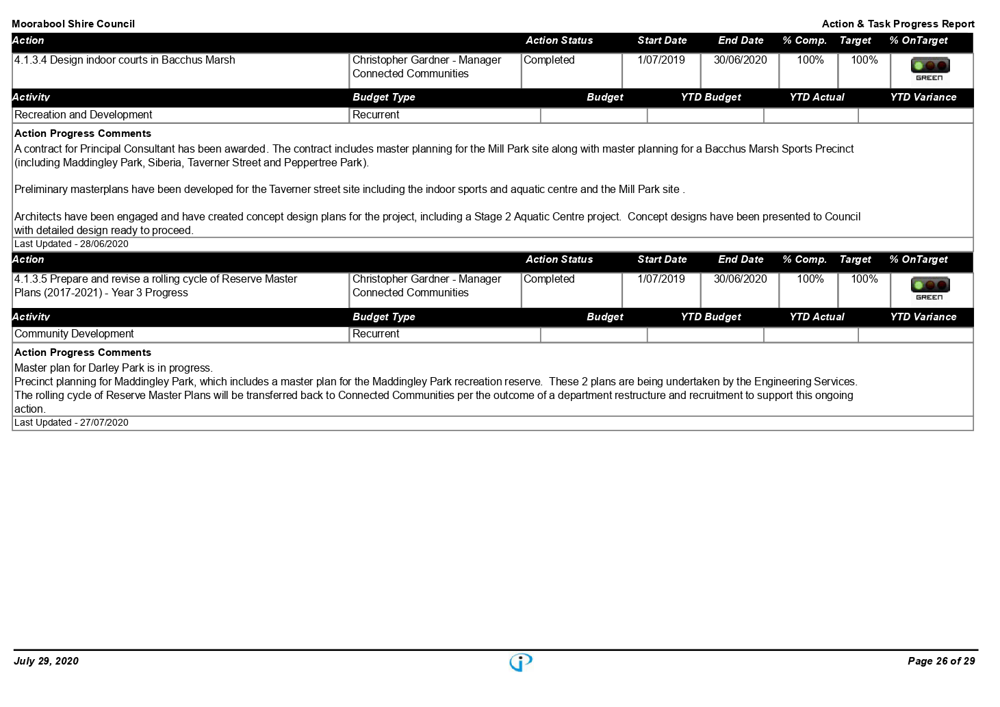 Moorabool Shire Council Action & Task Progress Report
Action Action Status Start Date End Date % Comp. Target % OnTarget
4.1.3.4 Design indoor courts in Bacchus Marsh Christopher Gardner - Manager Completed 1/07/2019 30/06/2020 100% 100%
Connected Communities GREEN
Activity Budget Type Budget YTD Budget YTD Actual YTD Variance
Recreation and Development Recurrent
Action Progress Comments
A contract for Principal Consultant has been awarded. The contract includes master planning for the Mill Park site along with master planning for a Bacchus Marsh Sports Precinct
(including Maddingley Park, Siberia, Taverner Street and Peppertree Park).
Preliminary masterplans have been developed for the Taverner street site including the indoor sports and aquatic centre and the Mill Park site .
Architects have been engaged and have created concept design plans for the project, including a Stage 2 Aquatic Centre project. Concept designs have been presented to Council
with detailed design ready to proceed.
Last Updated - 28/06/2020
Action Action Status Start Date End Date % Comp. Target % OnTarget
4.1.3.5 Prepare and revise a rolling cycle of Reserve Master Christopher Gardner - Manager Completed 1/07/2019 30/06/2020 100% 100%
Plans (2017-2021) - Year 3 Progress Connected Communities GREEN
Activity Budget Type Budget YTD Budget YTD Actual YTD Variance
Community Development Recurrent
Action Progress Comments
Master plan for Darley Park is in progress.
Precinct planning for Maddingley Park, which includes a master plan for the Maddingley Park recreation reserve. These 2 plans are being undertaken by the Engineering Services.
The rolling cycle of Reserve Master Plans will be transferred back to Connected Communities per the outcome of a department restructure and recruitment to support this ongoing
action.
Last Updated - 27/07/2020
July 29, 2020 Page 26 of 29